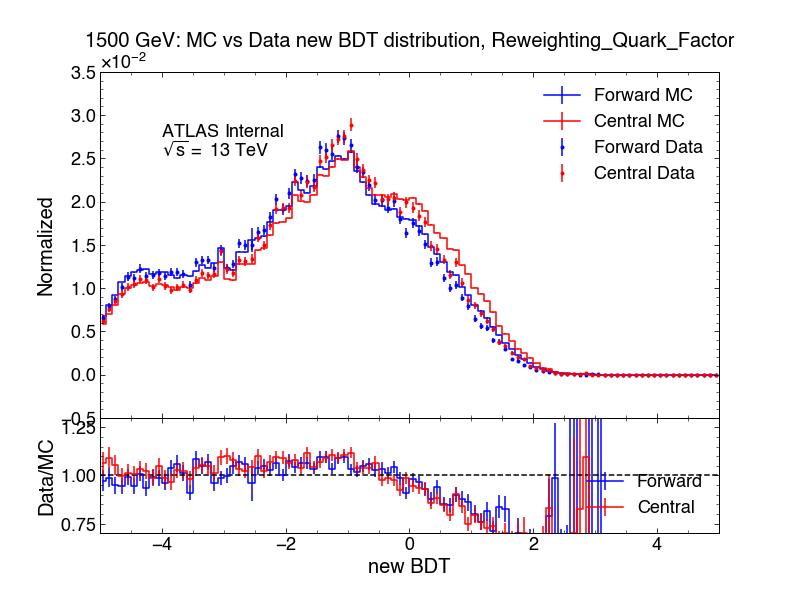 1500 GeV: MC vs Data new BDT distribution, Reweighting_Quark_Factor
×10⁻²
3.5
3.0
2.5
2.0
1.5
1.0
0.5
0.0
−0.5
Normalized
ATLAS Internal
√s = 13 TeV
Forward MC
Central MC
Forward Data
Central Data
1.25
1.00
0.75
Data/MC
Forward
Central
−4 −2 0 2 4
new BDT